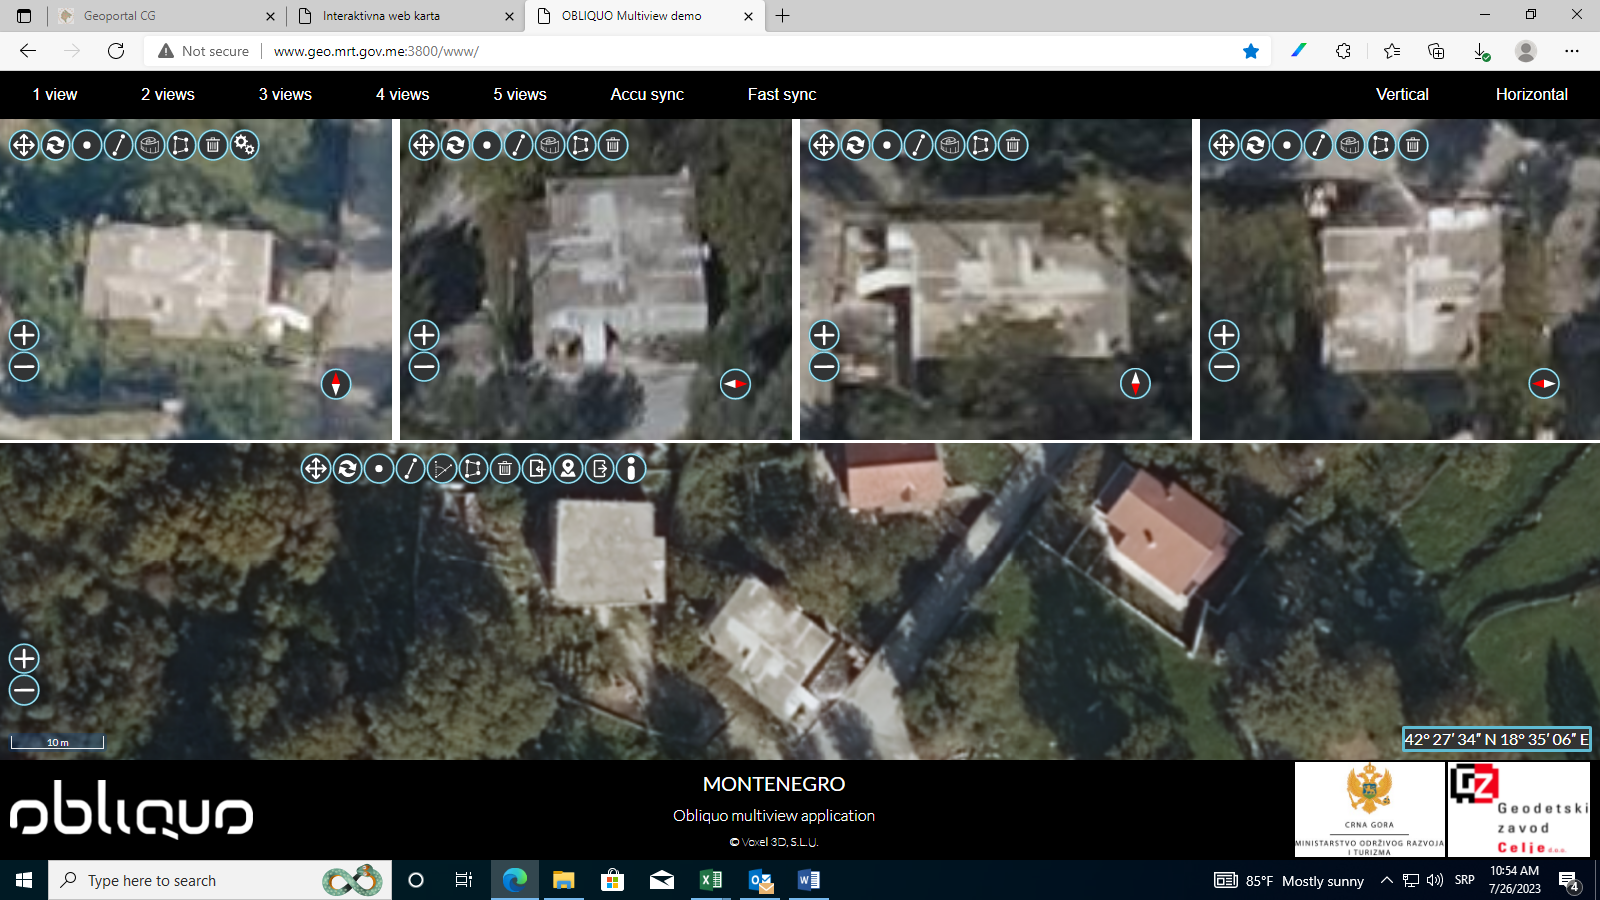 Geoportal CG
Interaktivna web karta
OBLIQUO Multiview demo
Not secure
www.geo.mrt.gov.me:3800/www/
1 view
2 views
3 views
4 views
5 views
Accu sync
Fast sync
Vertical
Horizontal
10 m
42° 27′ 34″ N 18° 35′ 06″ E
obliquo
MONTENEGRO
Obliquo multiview application
© Voxel 3D, S.L.U.
CRNA GORA
MINISTARSTVO ODRŽIVOG RAZVOJA
I TURIZMA
GZ
Geodetski
zavod
Celje d.o.o.
Type here to search
85°F Mostly sunny
SRP
10:54 AM
7/26/2023
4